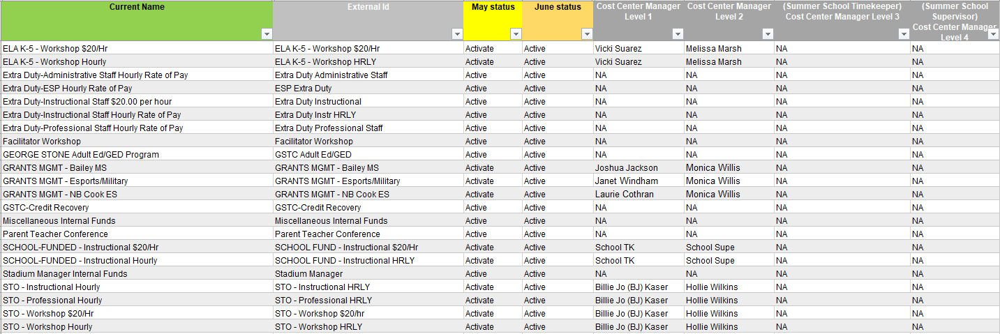 Current Name External Id May status June status Cost Center Manager Level 1 Cost Center Manager Level 2 (Summer School Timekeeper) Cost Center Manager Level 3 (Summer School Supervisor) Cost Center Manager Level 4
ELA K-5 - Workshop $20/Hr ELA K-5 - Workshop $20/Hr Activate Active Vicki Suarez Melissa Marsh NA NA
ELA K-5 - Workshop Hourly ELA K-5 - Workshop HRLY Activate Active Vicki Suarez Melissa Marsh NA NA
Extra Duty-Administrative Staff Hourly Rate of Pay Extra Duty Administrative Staff Active Active NA NA NA NA
Extra Duty-ESP Hourly Rate of Pay ESP Extra Duty Active Active NA NA NA NA
Extra Duty-Instructional Staff $20.00 per hour Extra Duty Instructional Active Active NA NA NA NA
Extra Duty-Instructional Staff Hourly Rate of Pay Extra Duty Instr HRLY Active Active NA NA NA NA
Extra Duty-Professional Staff Hourly Rate of Pay Extra Duty Professional Staff Active Active NA NA NA NA
Facilitator Workshop Facilitator Workshop Active Active NA NA NA NA
GEORGE STONE Adult Ed/GED Program GSTC Adult Ed/GED Active Active NA NA NA NA
GRANTS MGMT - Bailey MS GRANTS MGMT - Bailey MS Activate Active Joshua Jackson Monica Willis NA NA
GRANTS MGMT - Esports/Military GRANTS MGMT - Esports/Military Activate Active Janet Windham Monica Willis NA NA
GRANTS MGMT - NB Cook ES GRANTS MGMT - NB Cook ES Activate Active Laurie Cothran Monica Willis NA NA
GSTC-Credit Recovery GSTC-Credit Recovery Active Active NA NA NA NA
Miscellaneous Internal Funds Miscellaneous Internal Funds Active Active NA NA NA NA
Parent Teacher Conference Parent Teacher Conference Active Active NA NA NA NA
SCHOOL-FUNDED - Instructional $20/Hr SCHOOL FUND - Instructional $20/Hr Activate Active School TK School Supe NA NA
SCHOOL-FUNDED - Instructional Hourly SCHOOL FUND - Instructional HRLY Activate Active School TK School Supe NA NA
Stadium Manager Internal Funds Stadium Manager Active Active NA NA NA NA
STO - Instructional Hourly STO - Instructional HRLY Activate Active Billie Jo (BJ) Kaser Hollie Wilkins NA NA
STO - Professional Hourly STO - Professional HRLY Activate Active Billie Jo (BJ) Kaser Hollie Wilkins NA NA
STO - Workshop $20/Hr STO - Workshop $20/hr Activate Active Billie Jo (BJ) Kaser Hollie Wilkins NA NA
STO - Workshop Hourly STO - Workshop HRLY Activate Active Billie Jo (BJ) Kaser Hollie Wilkins NA NA